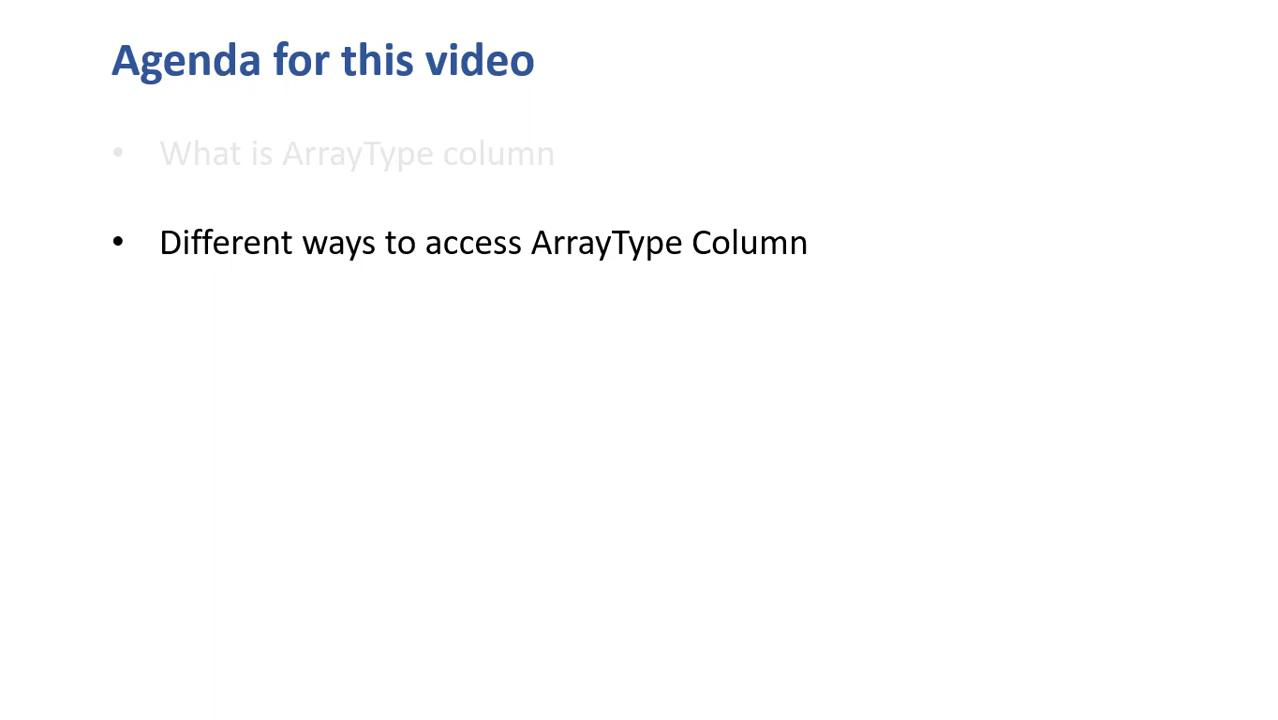 Agenda for this video
• What is ArrayType column
• Different ways to access ArrayType Column